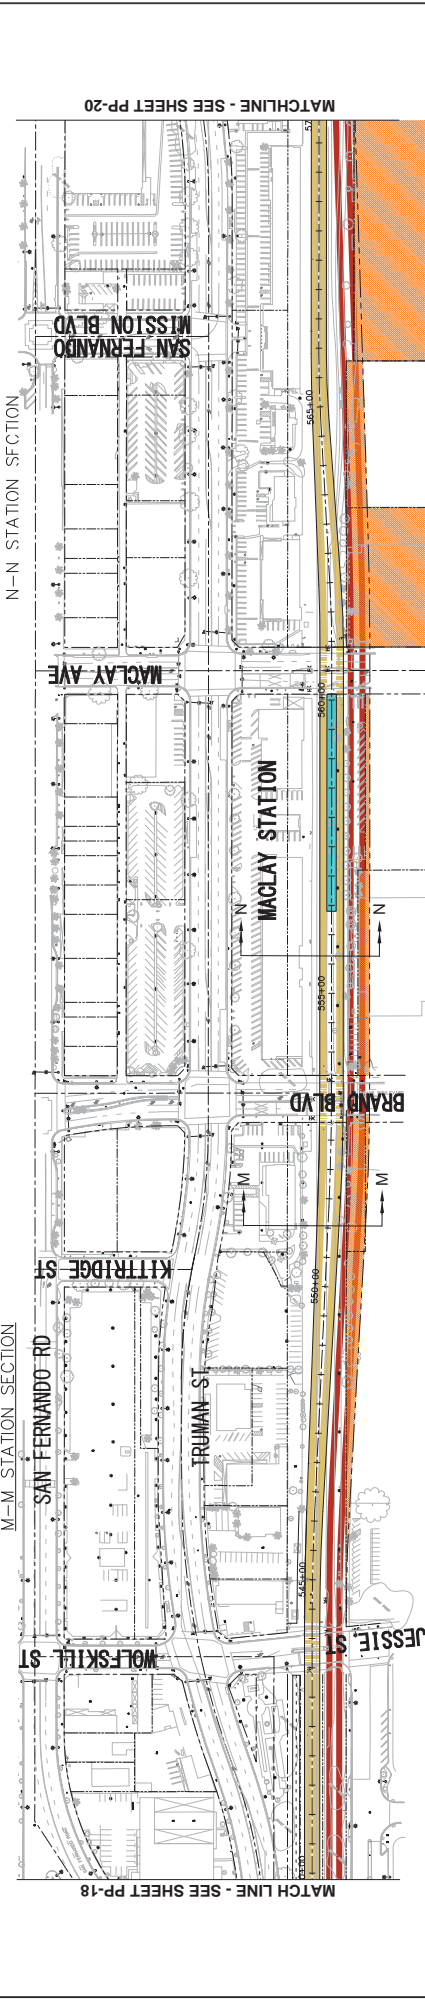 MATCHLINE - SEE SHEET PP-20
SAN FERNANDO
MISSION BLVD
N-N STATION SECTION
565+00
MACLAY AVE
560+00
MACLAY STATION
N
N
555+00
BRAND BLVD
M
M
550+00
KITTRIDGE ST
M-M STATION SECTION
SAN FERNANDO RD
TRUMAN ST
545+00
WOLFSKILL ST
JESSIE ST
MATCH LINE - SEE SHEET PP-18